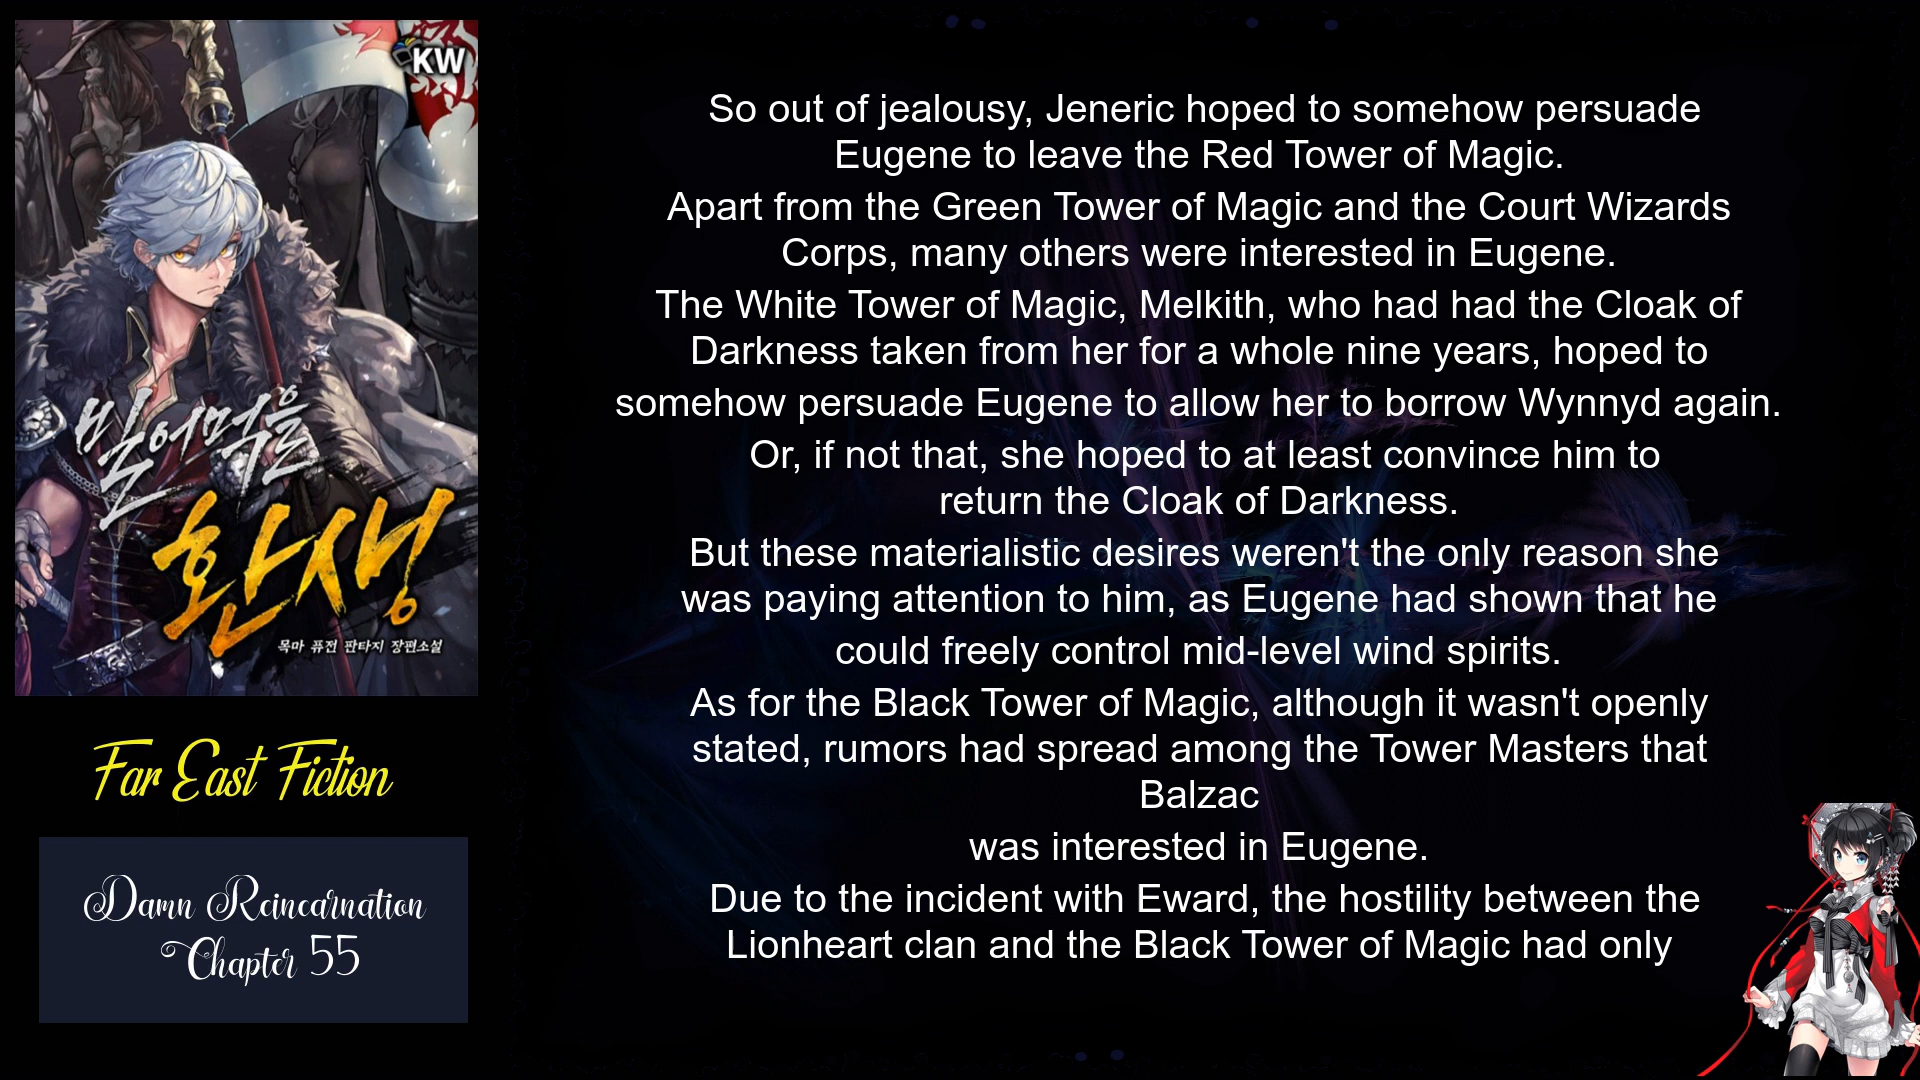 KW
빌어먹을
환생
목마 퓨전 판타지 장편소설
Far East Fiction
Damn Reincarnation
Chapter 55
So out of jealousy, Jeneric hoped to somehow persuade
Eugene to leave the Red Tower of Magic.
Apart from the Green Tower of Magic and the Court Wizards
Corps, many others were interested in Eugene.
The White Tower of Magic, Melkith, who had had the Cloak of
Darkness taken from her for a whole nine years, hoped to
somehow persuade Eugene to allow her to borrow Wynnyd again.
Or, if not that, she hoped to at least convince him to
return the Cloak of Darkness.
But these materialistic desires weren't the only reason she
was paying attention to him, as Eugene had shown that he
could freely control mid-level wind spirits.
As for the Black Tower of Magic, although it wasn't openly
stated, rumors had spread among the Tower Masters that
Balzac
was interested in Eugene.
Due to the incident with Eward, the hostility between the
Lionheart clan and the Black Tower of Magic had only